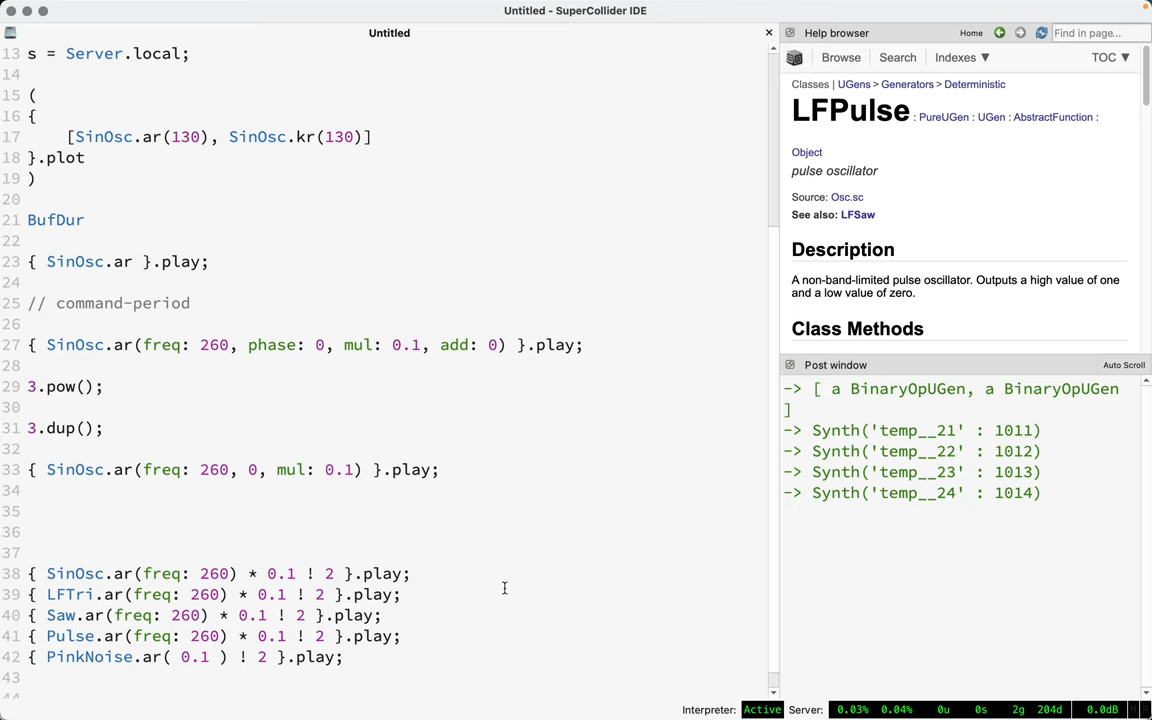 Untitled - SuperCollider IDE
Untitled
13 s = Server.local;
14
15 (
16 {
17 [SinOsc.ar(130), SinOsc.kr(130)]
18 }.plot
19 )
20
21 BufDur
22
23 { SinOsc.ar }.play;
24
25 // command-period
26
27 { SinOsc.ar(freq: 260, phase: 0, mul: 0.1, add: 0) }.play;
28
29 3.pow();
30
31 3.dup();
32
33 { SinOsc.ar(freq: 260, 0, mul: 0.1) }.play;
34
35
36
37
38 { SinOsc.ar(freq: 260) * 0.1 ! 2 }.play;
39 { LFTri.ar(freq: 260) * 0.1 ! 2 }.play;
40 { Saw.ar(freq: 260) * 0.1 ! 2 }.play;
41 { Pulse.ar(freq: 260) * 0.1 ! 2 }.play;
42 { PinkNoise.ar( 0.1 ) ! 2 }.play;
43
44
Help browser Home Find in page...
Browse Search Indexes ▼ TOC ▼
Classes | UGens > Generators > Deterministic
LFPulse : PureUGen : UGen : AbstractFunction :
Object
pulse oscillator
Source: Osc.sc
See also: LFSaw
Description
A non-band-limited pulse oscillator. Outputs a high value of one
and a low value of zero.
Class Methods
Post window Auto Scroll
-> [ a BinaryOpUGen, a BinaryOpUGen
]
-> Synth('temp__21' : 1011)
-> Synth('temp__22' : 1012)
-> Synth('temp__23' : 1013)
-> Synth('temp__24' : 1014)
Interpreter: Active Server: 0.03% 0.04% 0u 0s 2g 204d 0.0dB M R